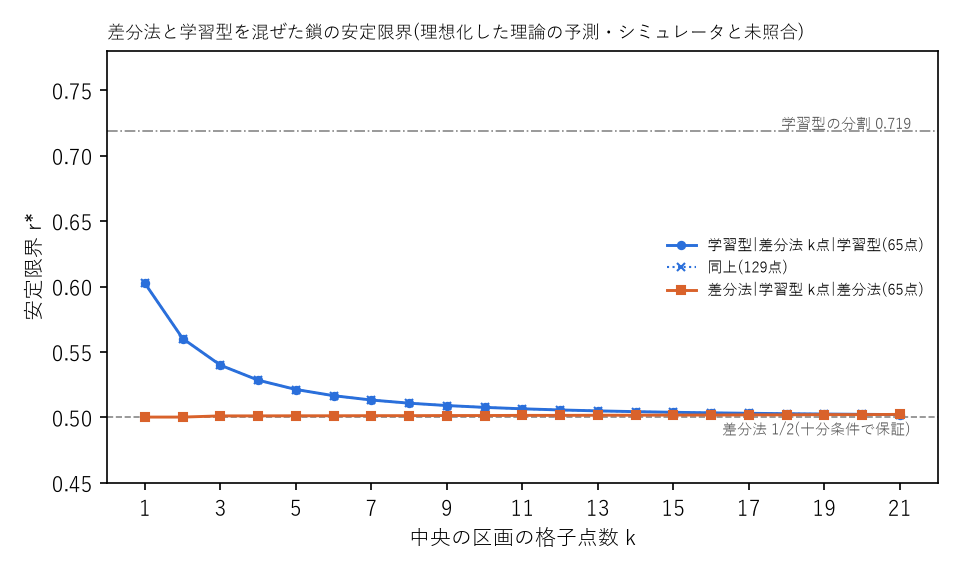 差分法と学習型を混ぜた鎖の安定限界(理想化した理論の予測・シミュレータと未照合)
安定限界 r*
0.75
0.70
0.65
0.60
0.55
0.50
0.45
学習型の分割 0.719
学習型|差分法 k点|学習型(65点)
同上(129点)
差分法|学習型 k点|差分法(65点)
差分法 1/2(十分条件で保証)
1 3 5 7 9 11 13 15 17 19 21
中央の区画の格子点数 k